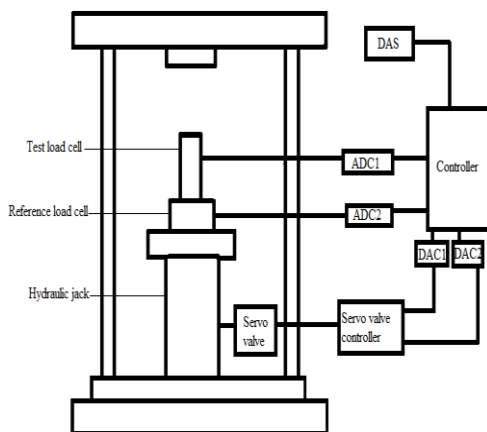 DAS
Test load cell
ADC1
Controller
Reference load cell
ADC2
DAC1
DAC2
Hydraulic jack
Servo
valve
Servo valve
controller